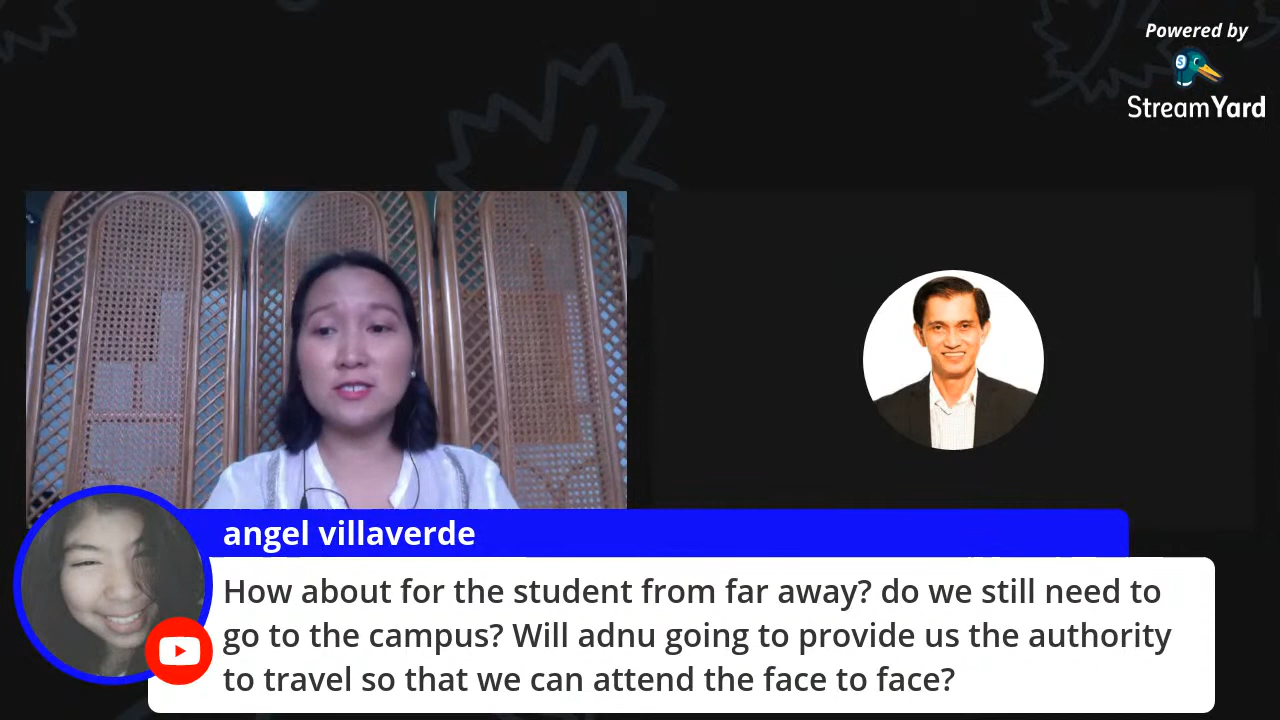 Powered by
StreamYard
angel villaverde
How about for the student from far away? do we still need to
go to the campus? Will adnu going to provide us the authority
to travel so that we can attend the face to face?